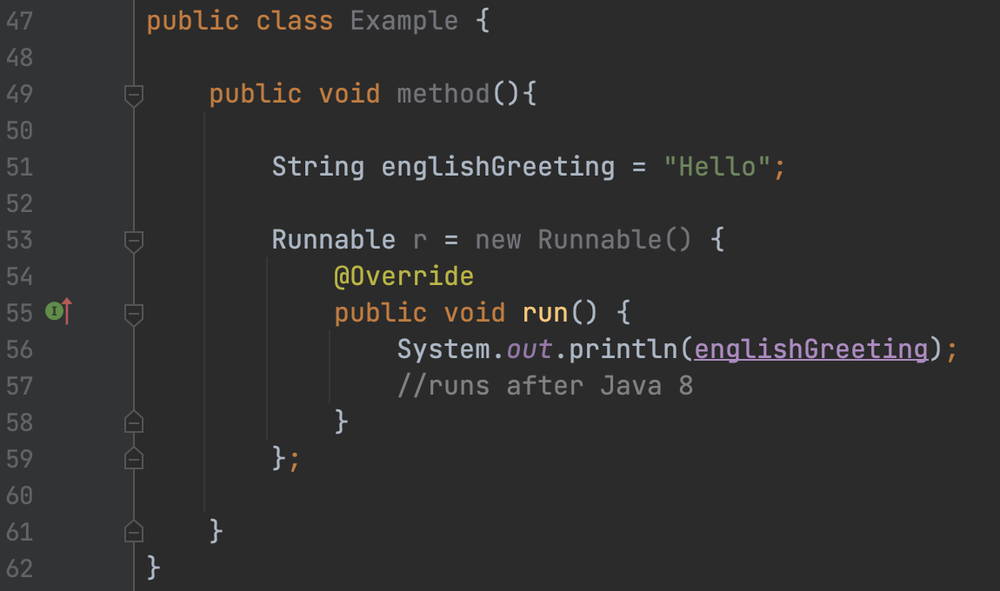 47 public class Example {
48
49     public void method(){
50
51         String englishGreeting = "Hello";
52
53         Runnable r = new Runnable() {
54             @Override
55             public void run() {
56                 System.out.println(englishGreeting);
57                 //runs after Java 8
58             }
59         };
60
61     }
62 }